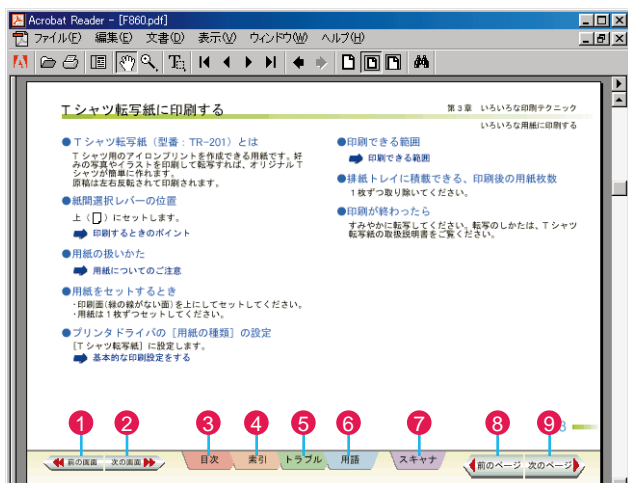 Acrobat Reader - [F860.pdf]
ファイル(F) 編集(E) 文書(D) 表示(V) ウィンドウ(W) ヘルプ(H)
Tシャツ転写紙に印刷する
第3章 いろいろな印刷テクニック
いろいろな用紙に印刷する
●Tシャツ転写紙（型番：TR-201）とは
Tシャツ用のアイロンプリントを作成できる用紙です。好
みの写真やイラストを印刷して転写すれば、オリジナルT
シャツが簡単に作れます。
原稿は左右反転されて印刷されます。
●紙間選択レバーの位置
上（ ）にセットします。
印刷するときのポイント
●用紙の扱いかた
用紙についてのご注意
●用紙をセットするとき
・印刷面(緑の線がない面)を上にしてセットしてください。
・用紙は1枚ずつセットしてください。
●プリンタドライバの［用紙の種類］の設定
［Tシャツ転写紙］に設定します。
基本的な印刷設定をする
●印刷できる範囲
印刷できる範囲
●排紙トレイに積載できる、印刷後の用紙枚数
1枚ずつ取り除いてください。
●印刷が終わったら
すみやかに転写してください。転写のしかたは、Tシャツ
転写紙の取扱説明書をご覧ください。
1 2 3 4 5 6 7 8 9
前の画面 次の画面 目次 索引 トラブル 用語 スキャナ 前のページ 次のページ